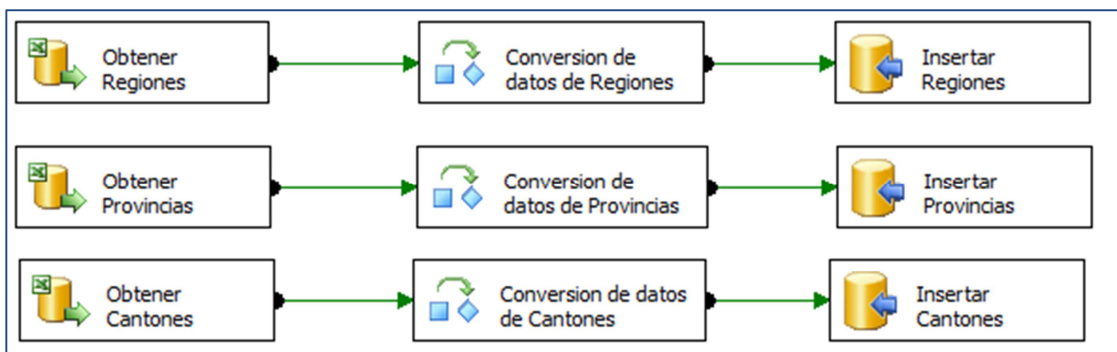 Obtener
Regiones
Conversion de
datos de Regiones
Insertar
Regiones
Obtener
Provincias
Conversion de
datos de Provincias
Insertar
Provincias
Obtener
Cantones
Conversion de datos
de Cantones
Insertar
Cantones